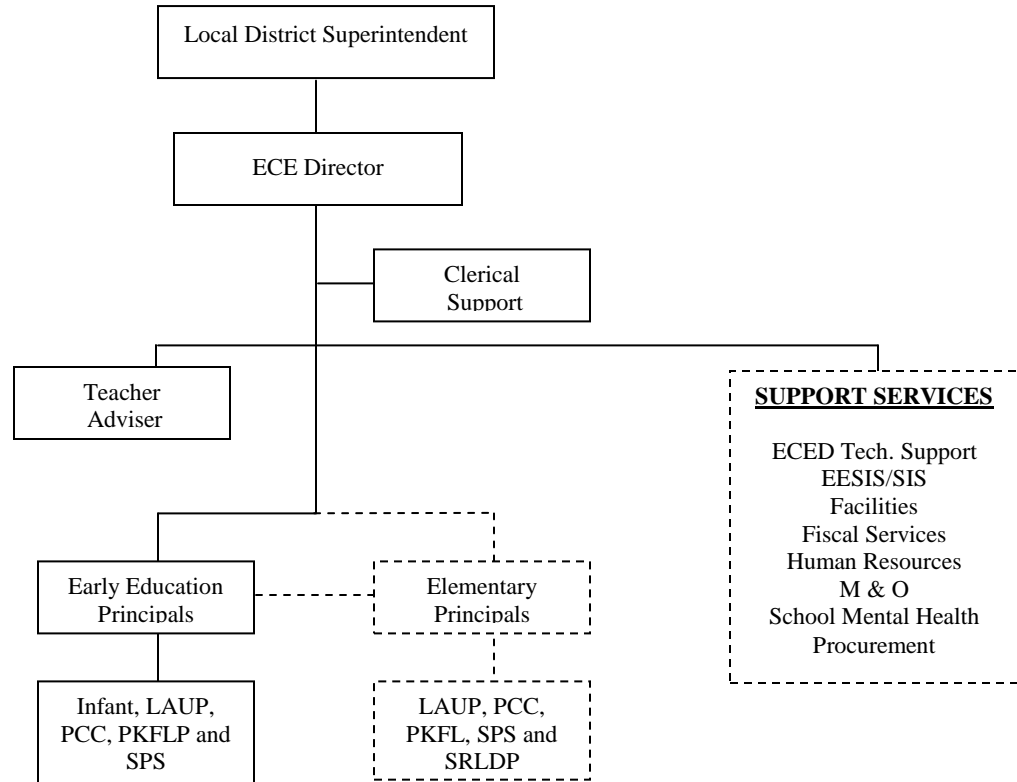 Local District Superintendent
ECE Director
Clerical
Support
Teacher
Adviser
SUPPORT SERVICES
ECED Tech. Support
EESIS/SIS
Facilities
Fiscal Services
Human Resources
M & O
School Mental Health
Procurement
Early Education
Principals
Elementary
Principals
Infant, LAUP,
PCC, PKFLP and
SPS
LAUP, PCC,
PKFL, SPS and
SRLDP